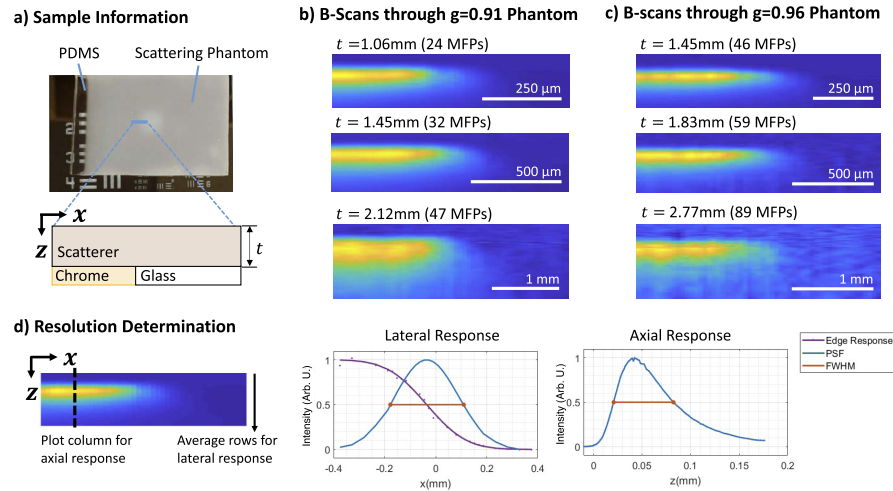 a) Sample Information
PDMS
Scattering Phantom
2
3
4
x
z
Scatterer
t
Chrome
Glass
b) B-Scans through g=0.91 Phantom
t =1.06mm (24 MFPs)
250 µm
t = 1.45mm (32 MFPs)
500 µm
t = 2.12mm (47 MFPs)
1 mm
c) B-scans through g=0.96 Phantom
t = 1.45mm (46 MFPs)
250 µm
t = 1.83mm (59 MFPs)
500 µm
t = 2.77mm (89 MFPs)
1 mm
d) Resolution Determination
x
z
Plot column for
axial response
Average rows for
lateral response
Lateral Response
Intensity (Arb. U.)
1
0.5
0
-0.4
-0.2
0
0.2
0.4
x(mm)
Axial Response
Intensity (Arb. U.)
1
0.5
0
0
0.05
0.1
0.15
0.2
z(mm)
Edge Response
PSF
FWHM